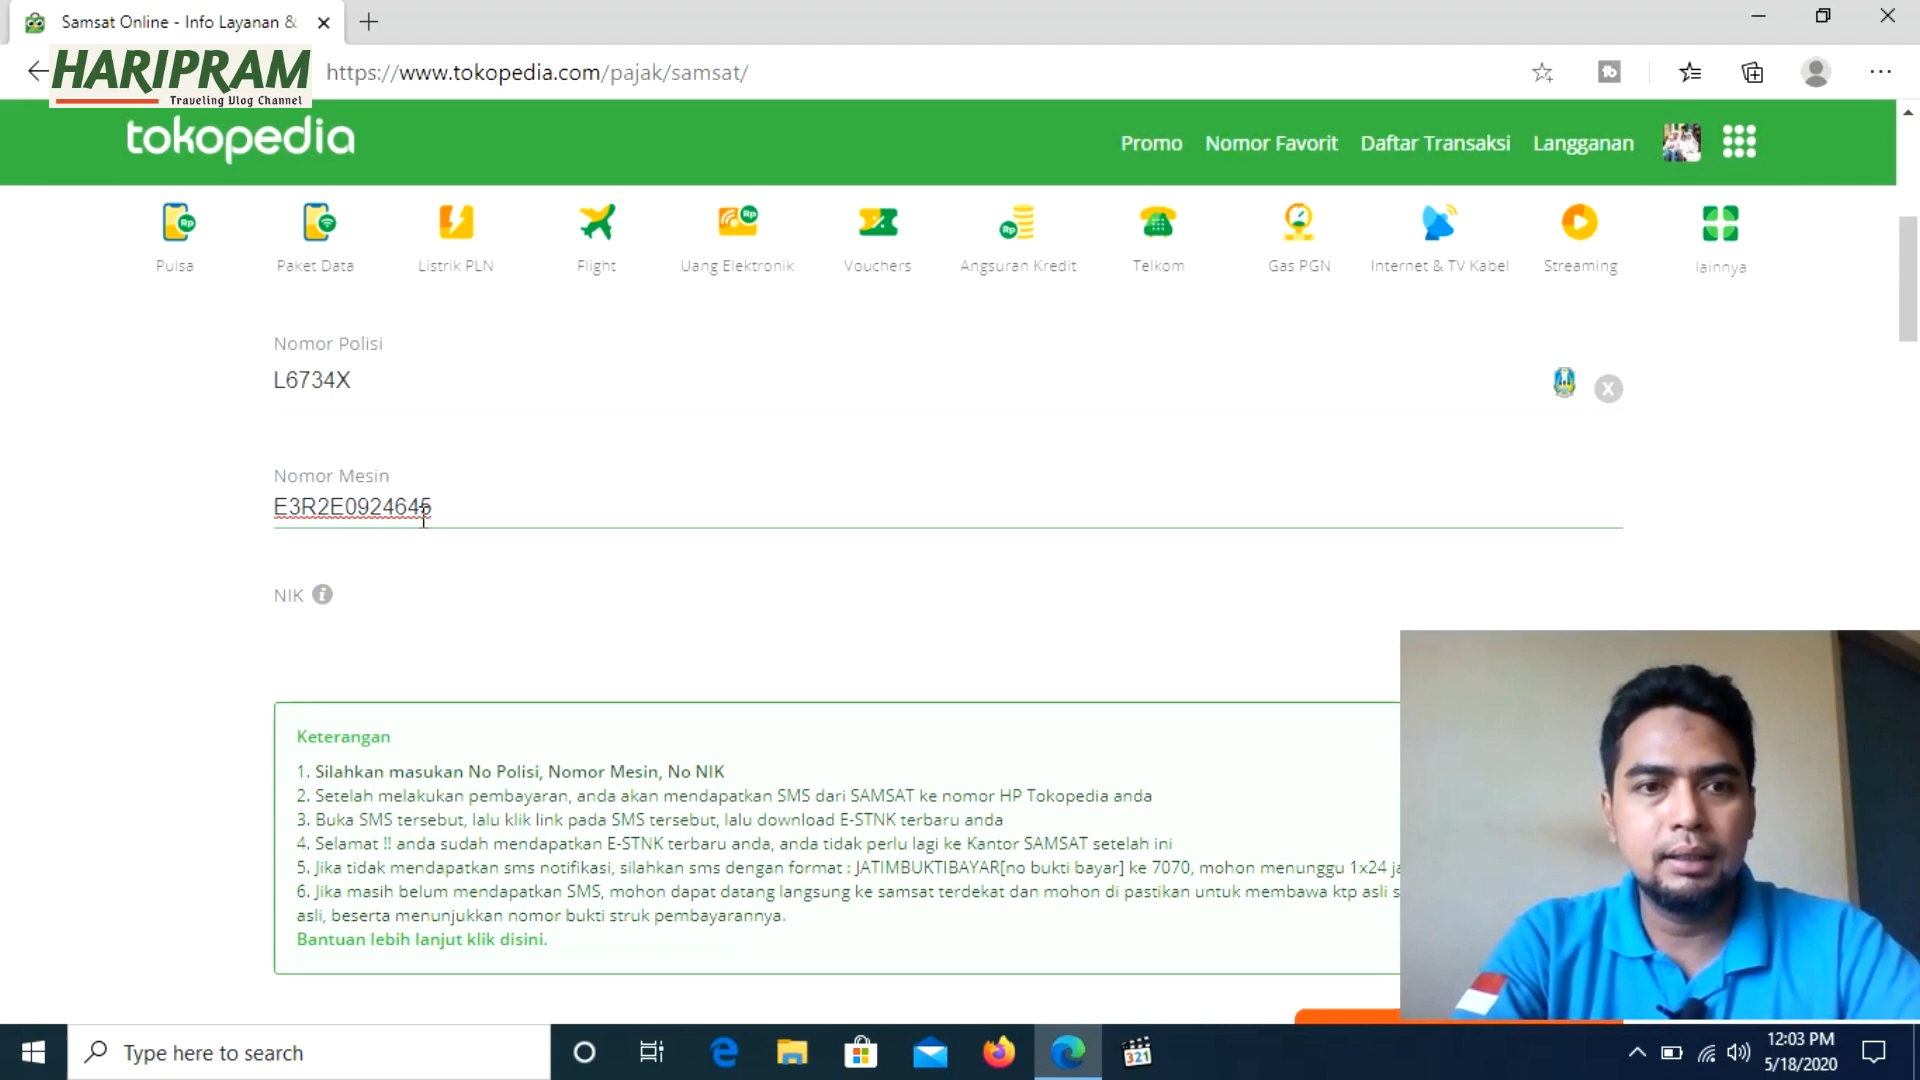 Samsat Online - Info Layanan &
HARIPRAM
Traveling Vlog Channel
https://www.tokopedia.com/pajak/samsat/
tokopedia
Promo Nomor Favorit Daftar Transaksi Langganan
Pulsa Paket Data Listrik PLN Flight Uang Elektronik Vouchers Angsuran Kredit Telkom Gas PGN Internet & TV Kabel Streaming lainnya
Nomor Polisi
L6734X
Nomor Mesin
E3R2E0924645
NIK
Keterangan
1. Silahkan masukan No Polisi, Nomor Mesin, No NIK
2. Setelah melakukan pembayaran, anda akan mendapatkan SMS dari SAMSAT ke nomor HP Tokopedia anda
3. Buka SMS tersebut, lalu klik link pada SMS tersebut, lalu download E-STNK terbaru anda
4. Selamat !! anda sudah mendapatkan E-STNK terbaru anda, anda tidak perlu lagi ke Kantor SAMSAT setelah ini
5. Jika tidak mendapatkan sms notifikasi, silahkan sms dengan format : JATIMBUKTIBAYAR[no bukti bayar] ke 7070, mohon menunggu 1x24
6. Jika masih belum mendapatkan SMS, mohon dapat datang langsung ke samsat terdekat dan mohon di pastikan untuk membawa ktp asli
asli, beserta menunjukkan nomor bukti struk pembayarannya.
Bantuan lebih lanjut klik disini.
Type here to search
321
12:03 PM
5/18/2020